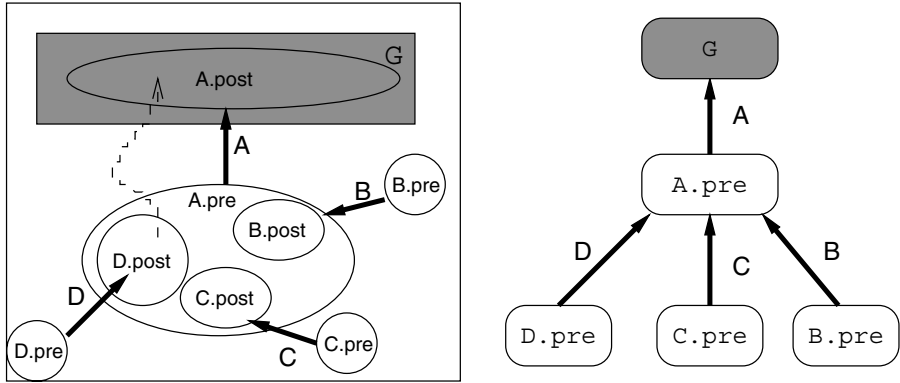 G
A.post
A
B
B.pre
A.pre
B.post
D.post
D
C.post
D.pre
C
C.pre
G
A
A.pre
D
C
B
D.pre
C.pre
B.pre